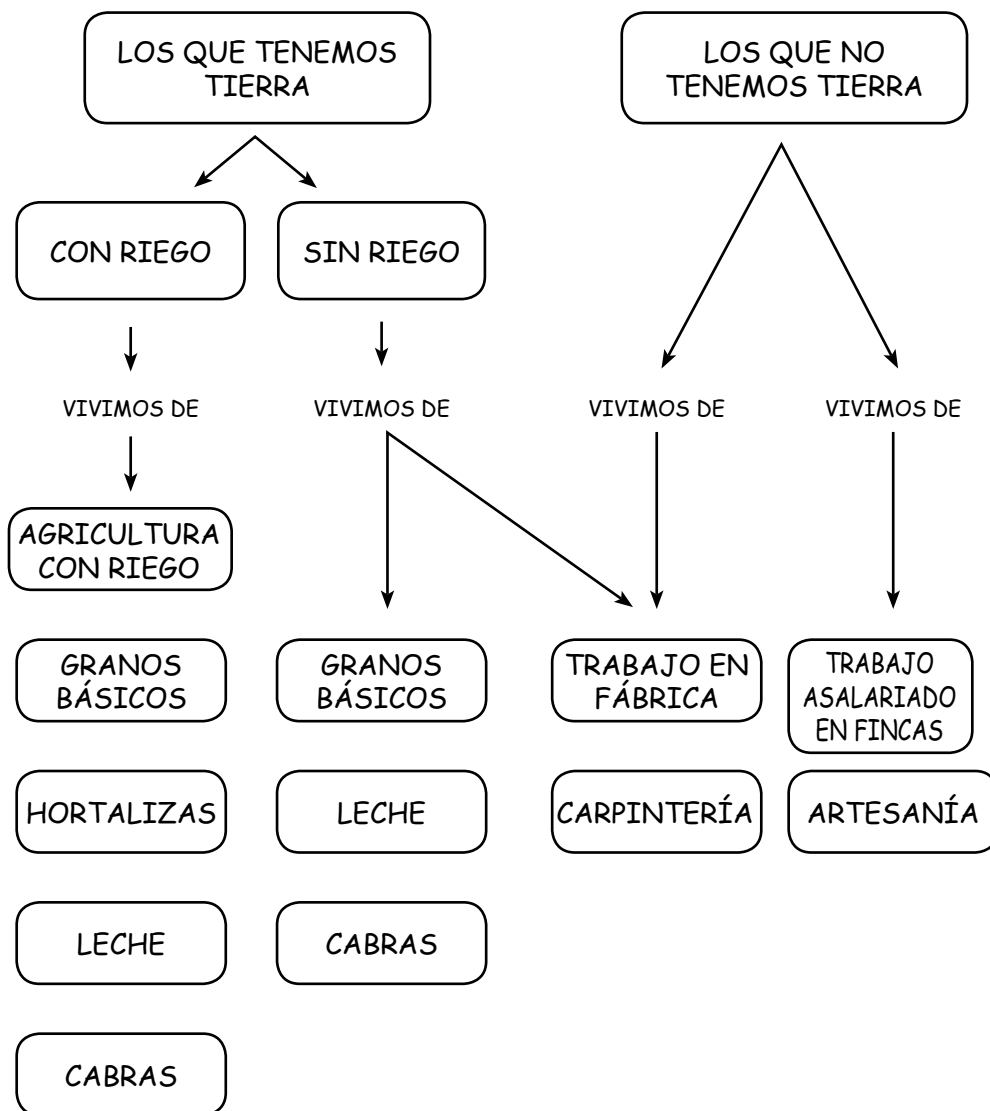 LOS QUE TENEMOS
TIERRA
LOS QUE NO
TENEMOS TIERRA
CON RIEGO
SIN RIEGO
VIVIMOS DE
VIVIMOS DE
VIVIMOS DE
VIVIMOS DE
AGRICULTURA
CON RIEGO
GRANOS
BÁSICOS
GRANOS
BÁSICOS
TRABAJO EN
FÁBRICA
TRABAJO
ASALARIADO
EN FINCAS
HORTALIZAS
LECHE
CARPINTERÍA
ARTESANÍA
LECHE
CABRAS
CABRAS